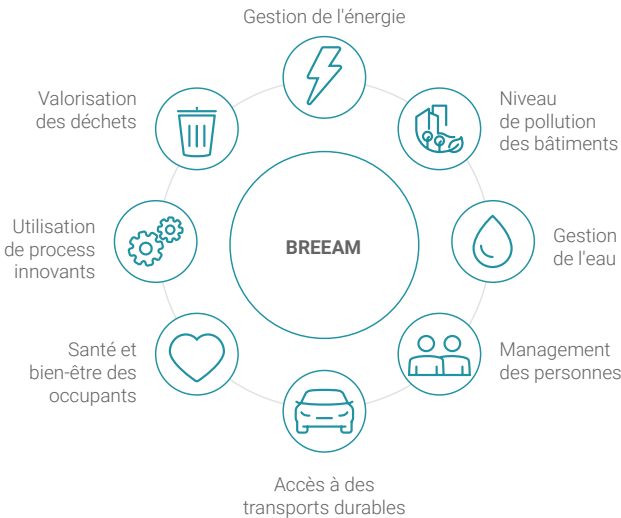 Gestion de l'énergie
Niveau
de pollution
des bâtiments
Gestion
de l'eau
Management
des personnes
Accès à des
transports durables
Santé et
bien-être des
occupants
Utilisation
de process
innovants
Valorisation
des déchets
BREEAM